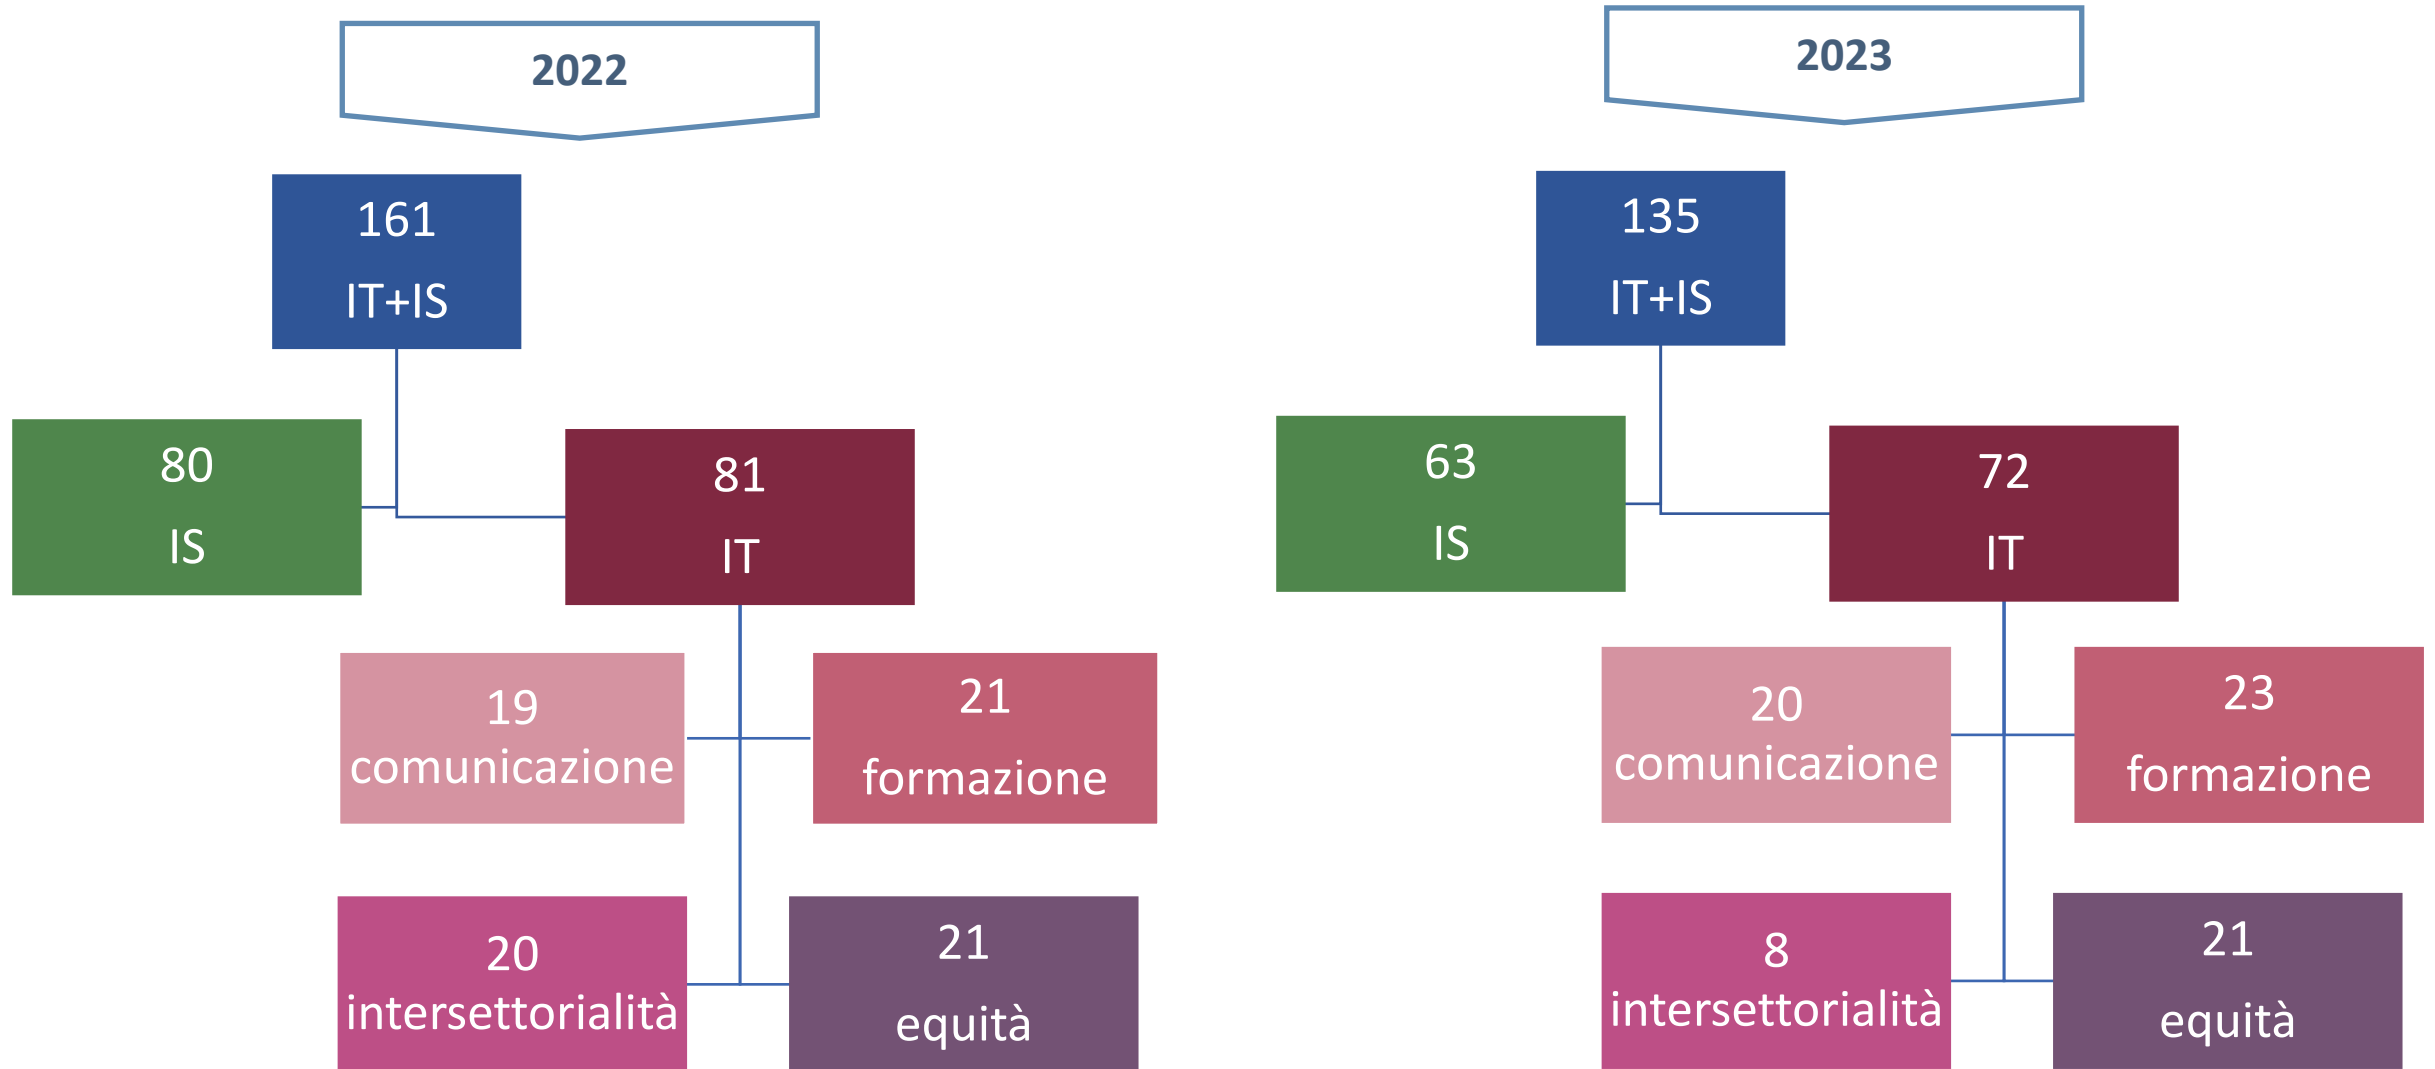 2022
161
IT+IS
80
IS
81
IT
19
comunicazione
21
formazione
20
intersettorialità
21
equità
2023
135
IT+IS
63
IS
72
IT
20
comunicazione
23
formazione
8
intersettorialità
21
equità